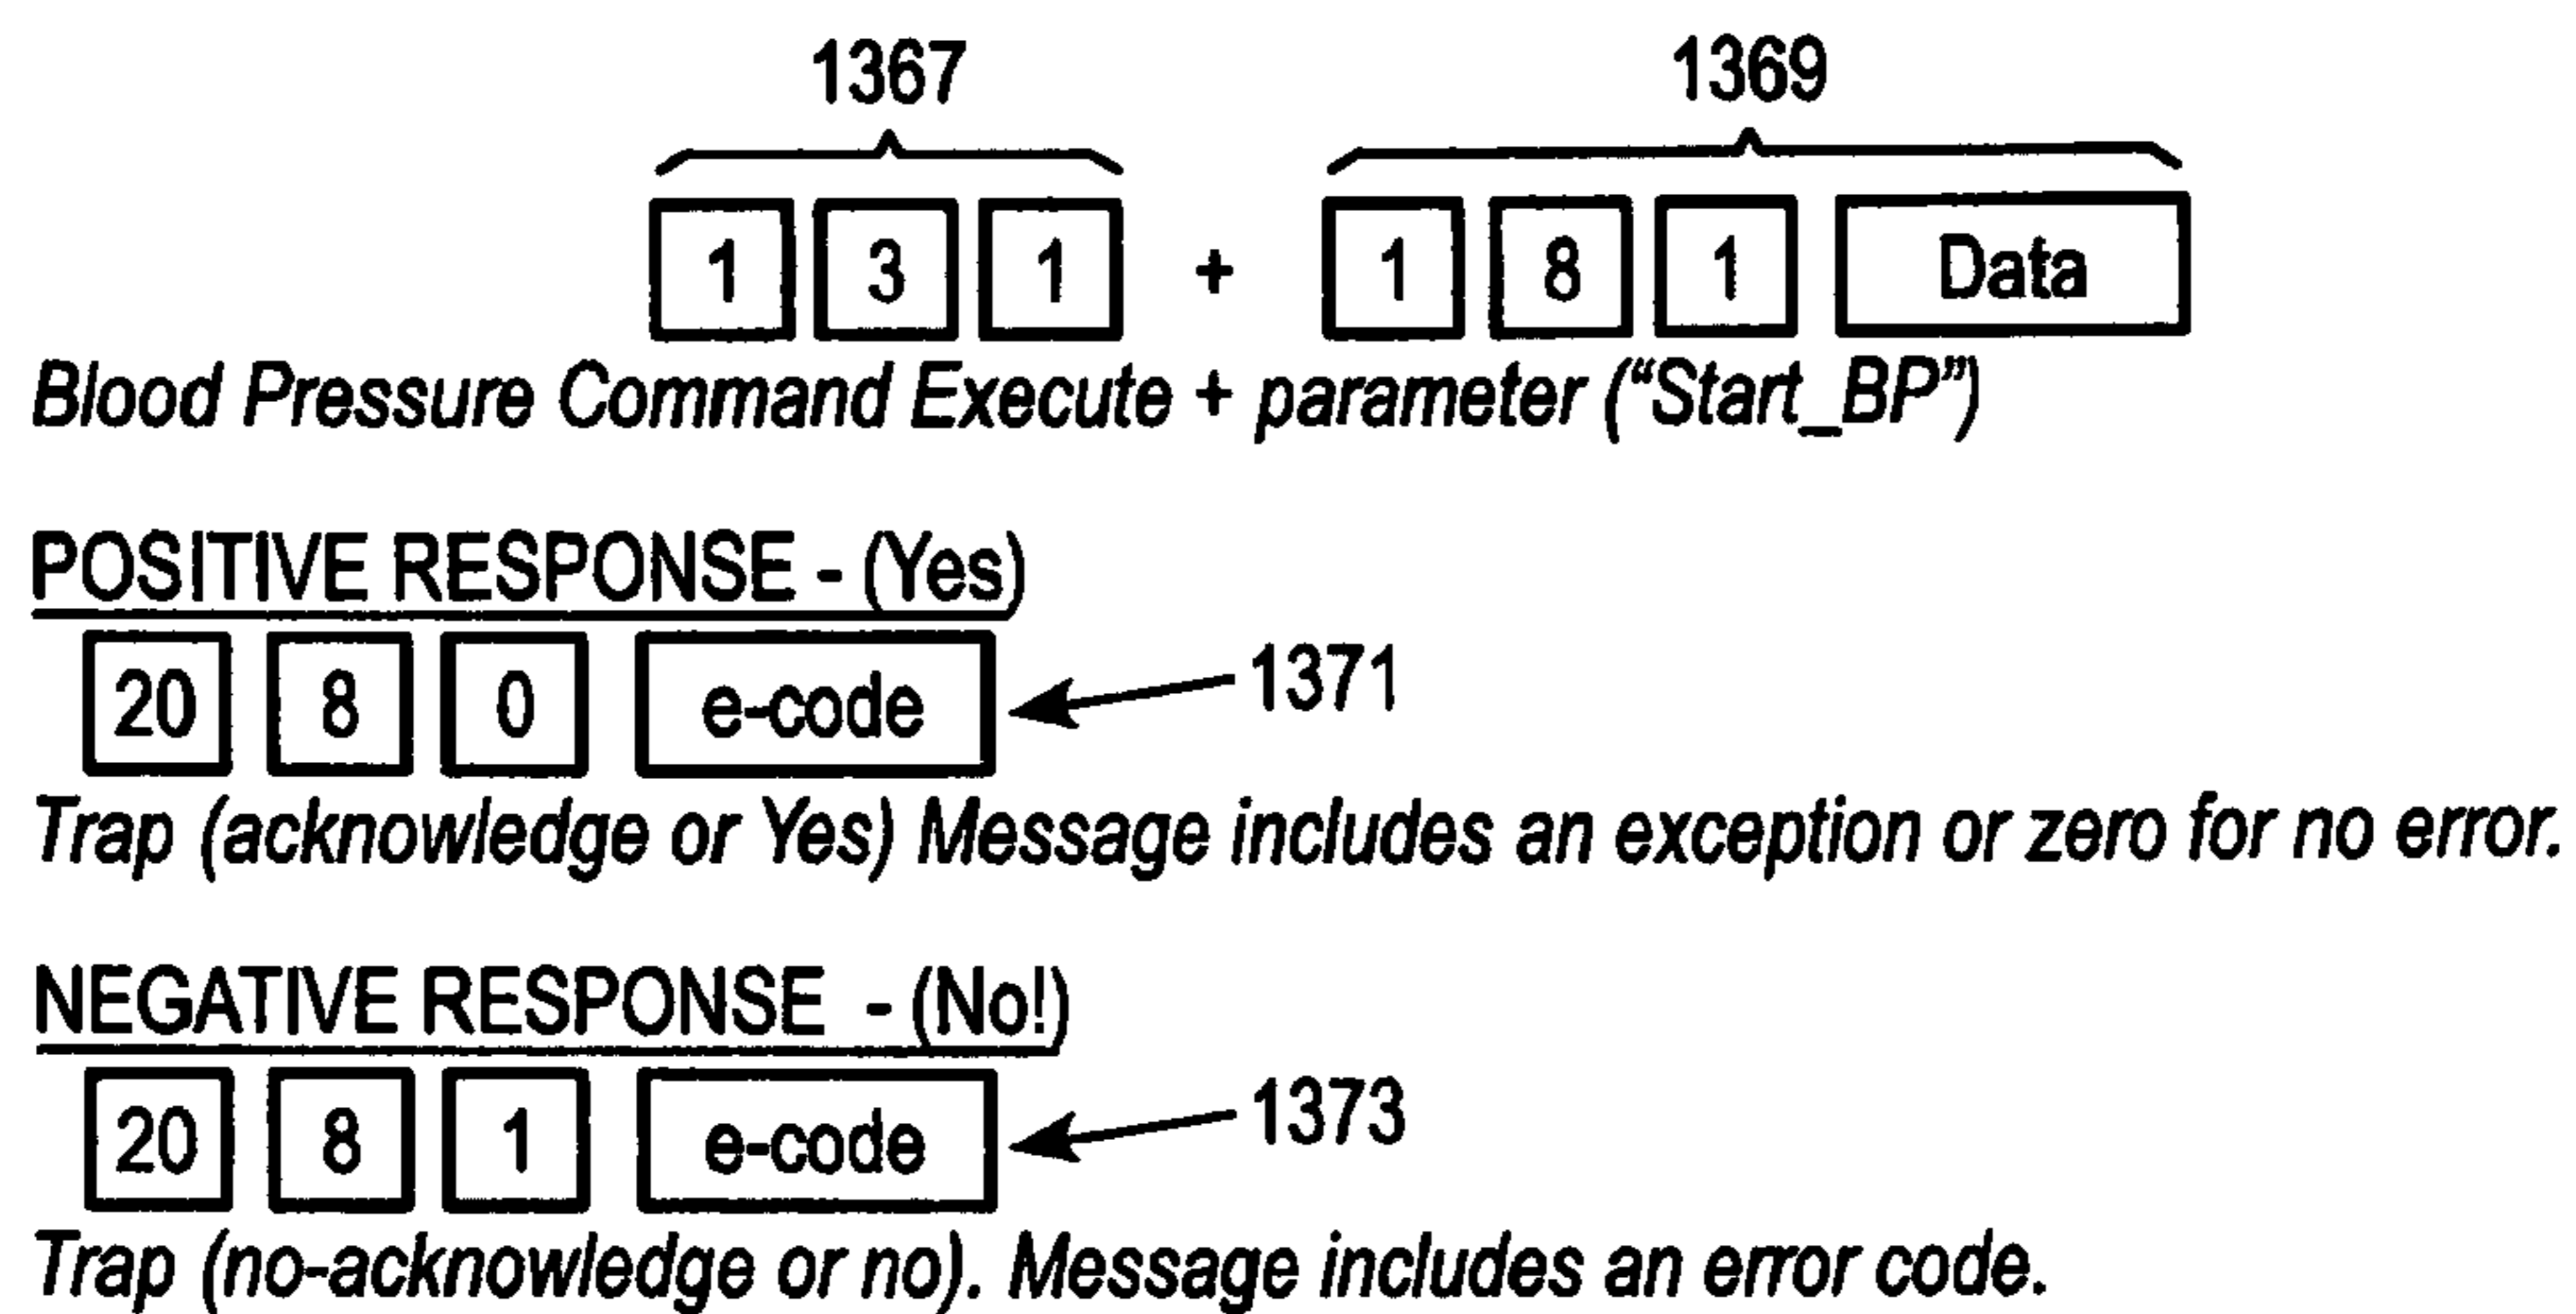 1367 1369
1 3 1 + 1 8 1 Data
Blood Pressure Command Execute + parameter (“Start_BP”)
POSITIVE RESPONSE - (Yes)
20 8 0 e-code 1371
Trap (acknowledge or Yes) Message includes an exception or zero for no error.
NEGATIVE RESPONSE - (No!)
20 8 1 e-code 1373
Trap (no-acknowledge or no). Message includes an error code.